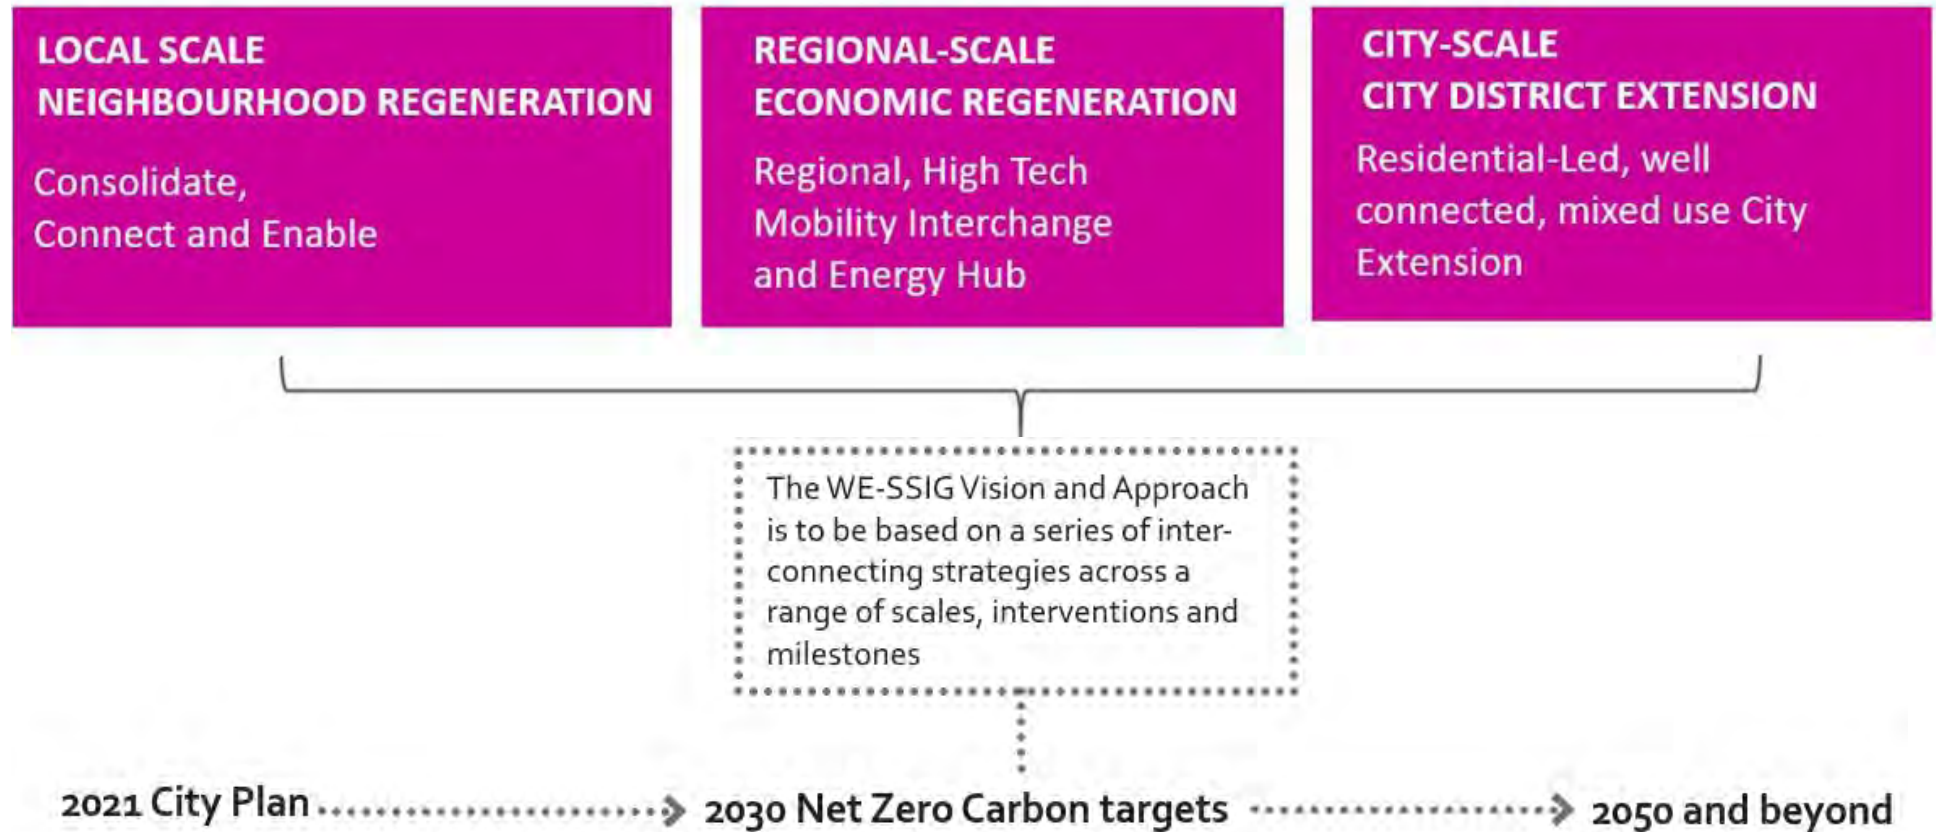 LOCAL SCALE
NEIGHBOURHOOD REGENERATION
Consolidate,
Connect and Enable
REGIONAL-SCALE
ECONOMIC REGENERATION
Regional, High Tech
Mobility Interchange
and Energy Hub
CITY-SCALE
CITY DISTRICT EXTENSION
Residential-Led, well
connected, mixed use City
Extension
The WE-SSIG Vision and Approach
is to be based on a series of inter-
connecting strategies across a
range of scales, interventions and
milestones
2021 City Plan
2030 Net Zero Carbon targets
2050 and beyond